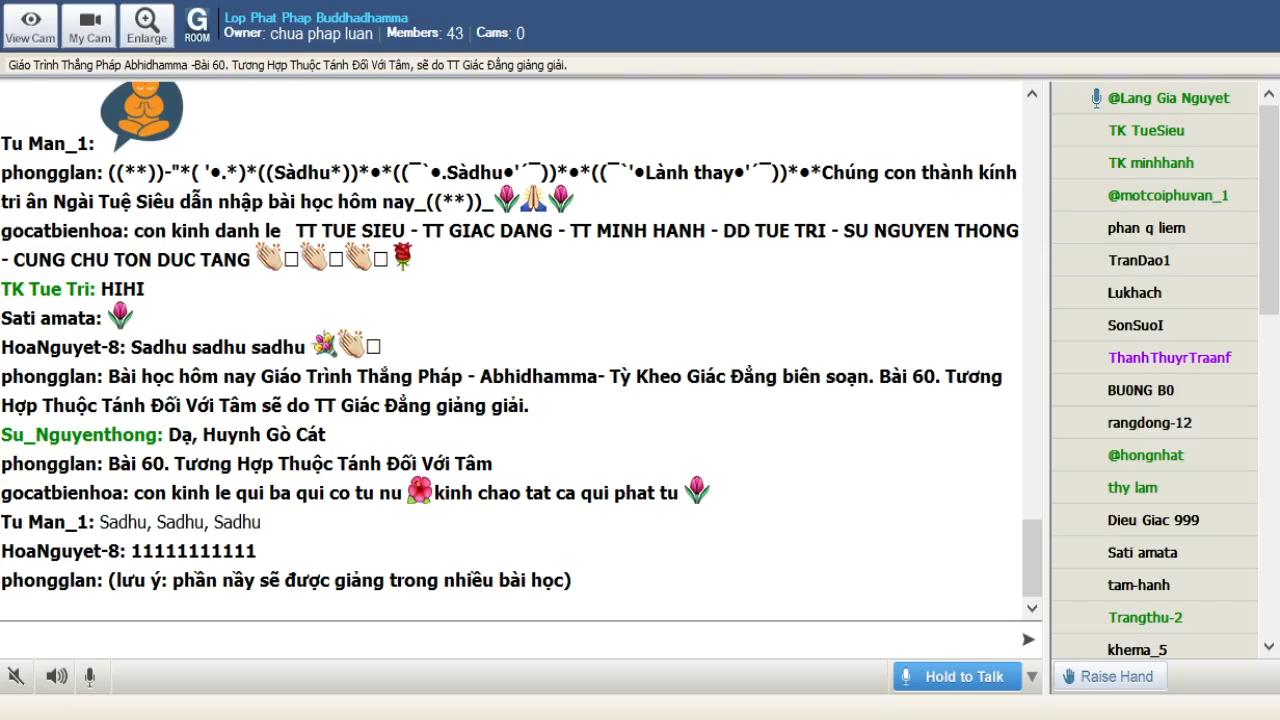 View Cam
My Cam
Enlarge
G
ROOM
Lop Phat Phap Buddhadhamma
Owner: chua phap luan | Members: 43 | Cams: 0
Giáo Trình Thắng Pháp Abhidhamma -Bài 60. Tương Hợp Thuộc Tánh Đối Với Tâm, sẽ do TT Giác Đẳng giảng giải.
Tu Man_1:
phongglan: ((**))-"*( '•.*)*((Sàdhu*))*•*((¯`•.Sàdhu•'´¯))*•*((¯`'•Lành thay•'´¯))*•*Chúng con thành kính
tri ân Ngài Tuệ Siêu dẫn nhập bài học hôm nay_((**))_🌷🙏🌷
gocatbienhoa: con kinh danh le TT TUE SIEU - TT GIAC DANG - TT MINH HANH - DD TUE TRI - SU NGUYEN THONG
- CUNG CHU TON DUC TANG 👏□👏□👏□🌹
TK Tue Tri: HIHI
Sati amata: 🌷
HoaNguyet-8: Sadhu sadhu sadhu 💐👏□
phongglan: Bài học hôm nay Giáo Trình Thắng Pháp - Abhidhamma- Tỳ Kheo Giác Đẳng biên soạn. Bài 60. Tương
Hợp Thuộc Tánh Đối Với Tâm sẽ do TT Giác Đẳng giảng giải.
Su_Nguyenthong: Dạ, Huynh Gò Cát
phongglan: Bài 60. Tương Hợp Thuộc Tánh Đối Với Tâm
gocatbienhoa: con kinh le qui ba qui co tu nu 🌺kinh chao tat ca qui phat tu 🌷
Tu Man_1: Sadhu, Sadhu, Sadhu
HoaNguyet-8: 11111111111
phongglan: (lưu ý: phần nầy sẽ được giảng trong nhiều bài học)
@Lang Gia Nguyet
TK TueSieu
TK minhhanh
@motcoiphuvan_1
phan q liem
TranDao1
Lukhach
SonSuoI
ThanhThuyrTraanf
BU0NG B0
rangdong-12
@hongnhat
thy lam
Dieu Giac 999
Sati amata
tam-hanh
Trangthu-2
khema_5
Hold to Talk
Raise Hand